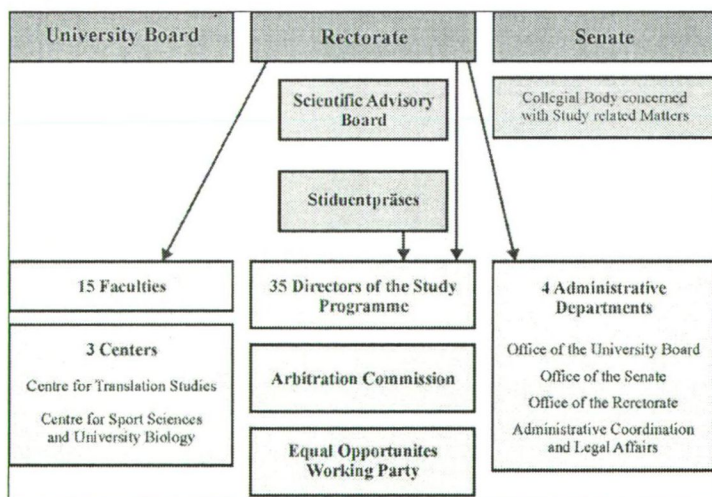 University Board
Rectorate
Senate
Scientific Advisory
Board
Collegial Body concerned
with Study related Matters
Stiduentpräses
15 Faculties
35 Directors of the Study
Programme
4 Administrative
Departments
3 Centers
Centre for Translation Studies
Centre for Sport Sciences
and University Biology
Arbitration Commission
Office of the University Board
Office of the Senate
Office of the Rerctorate
Administrative Coordination
and Legal Affairs
Equal Opportunites
Working Party